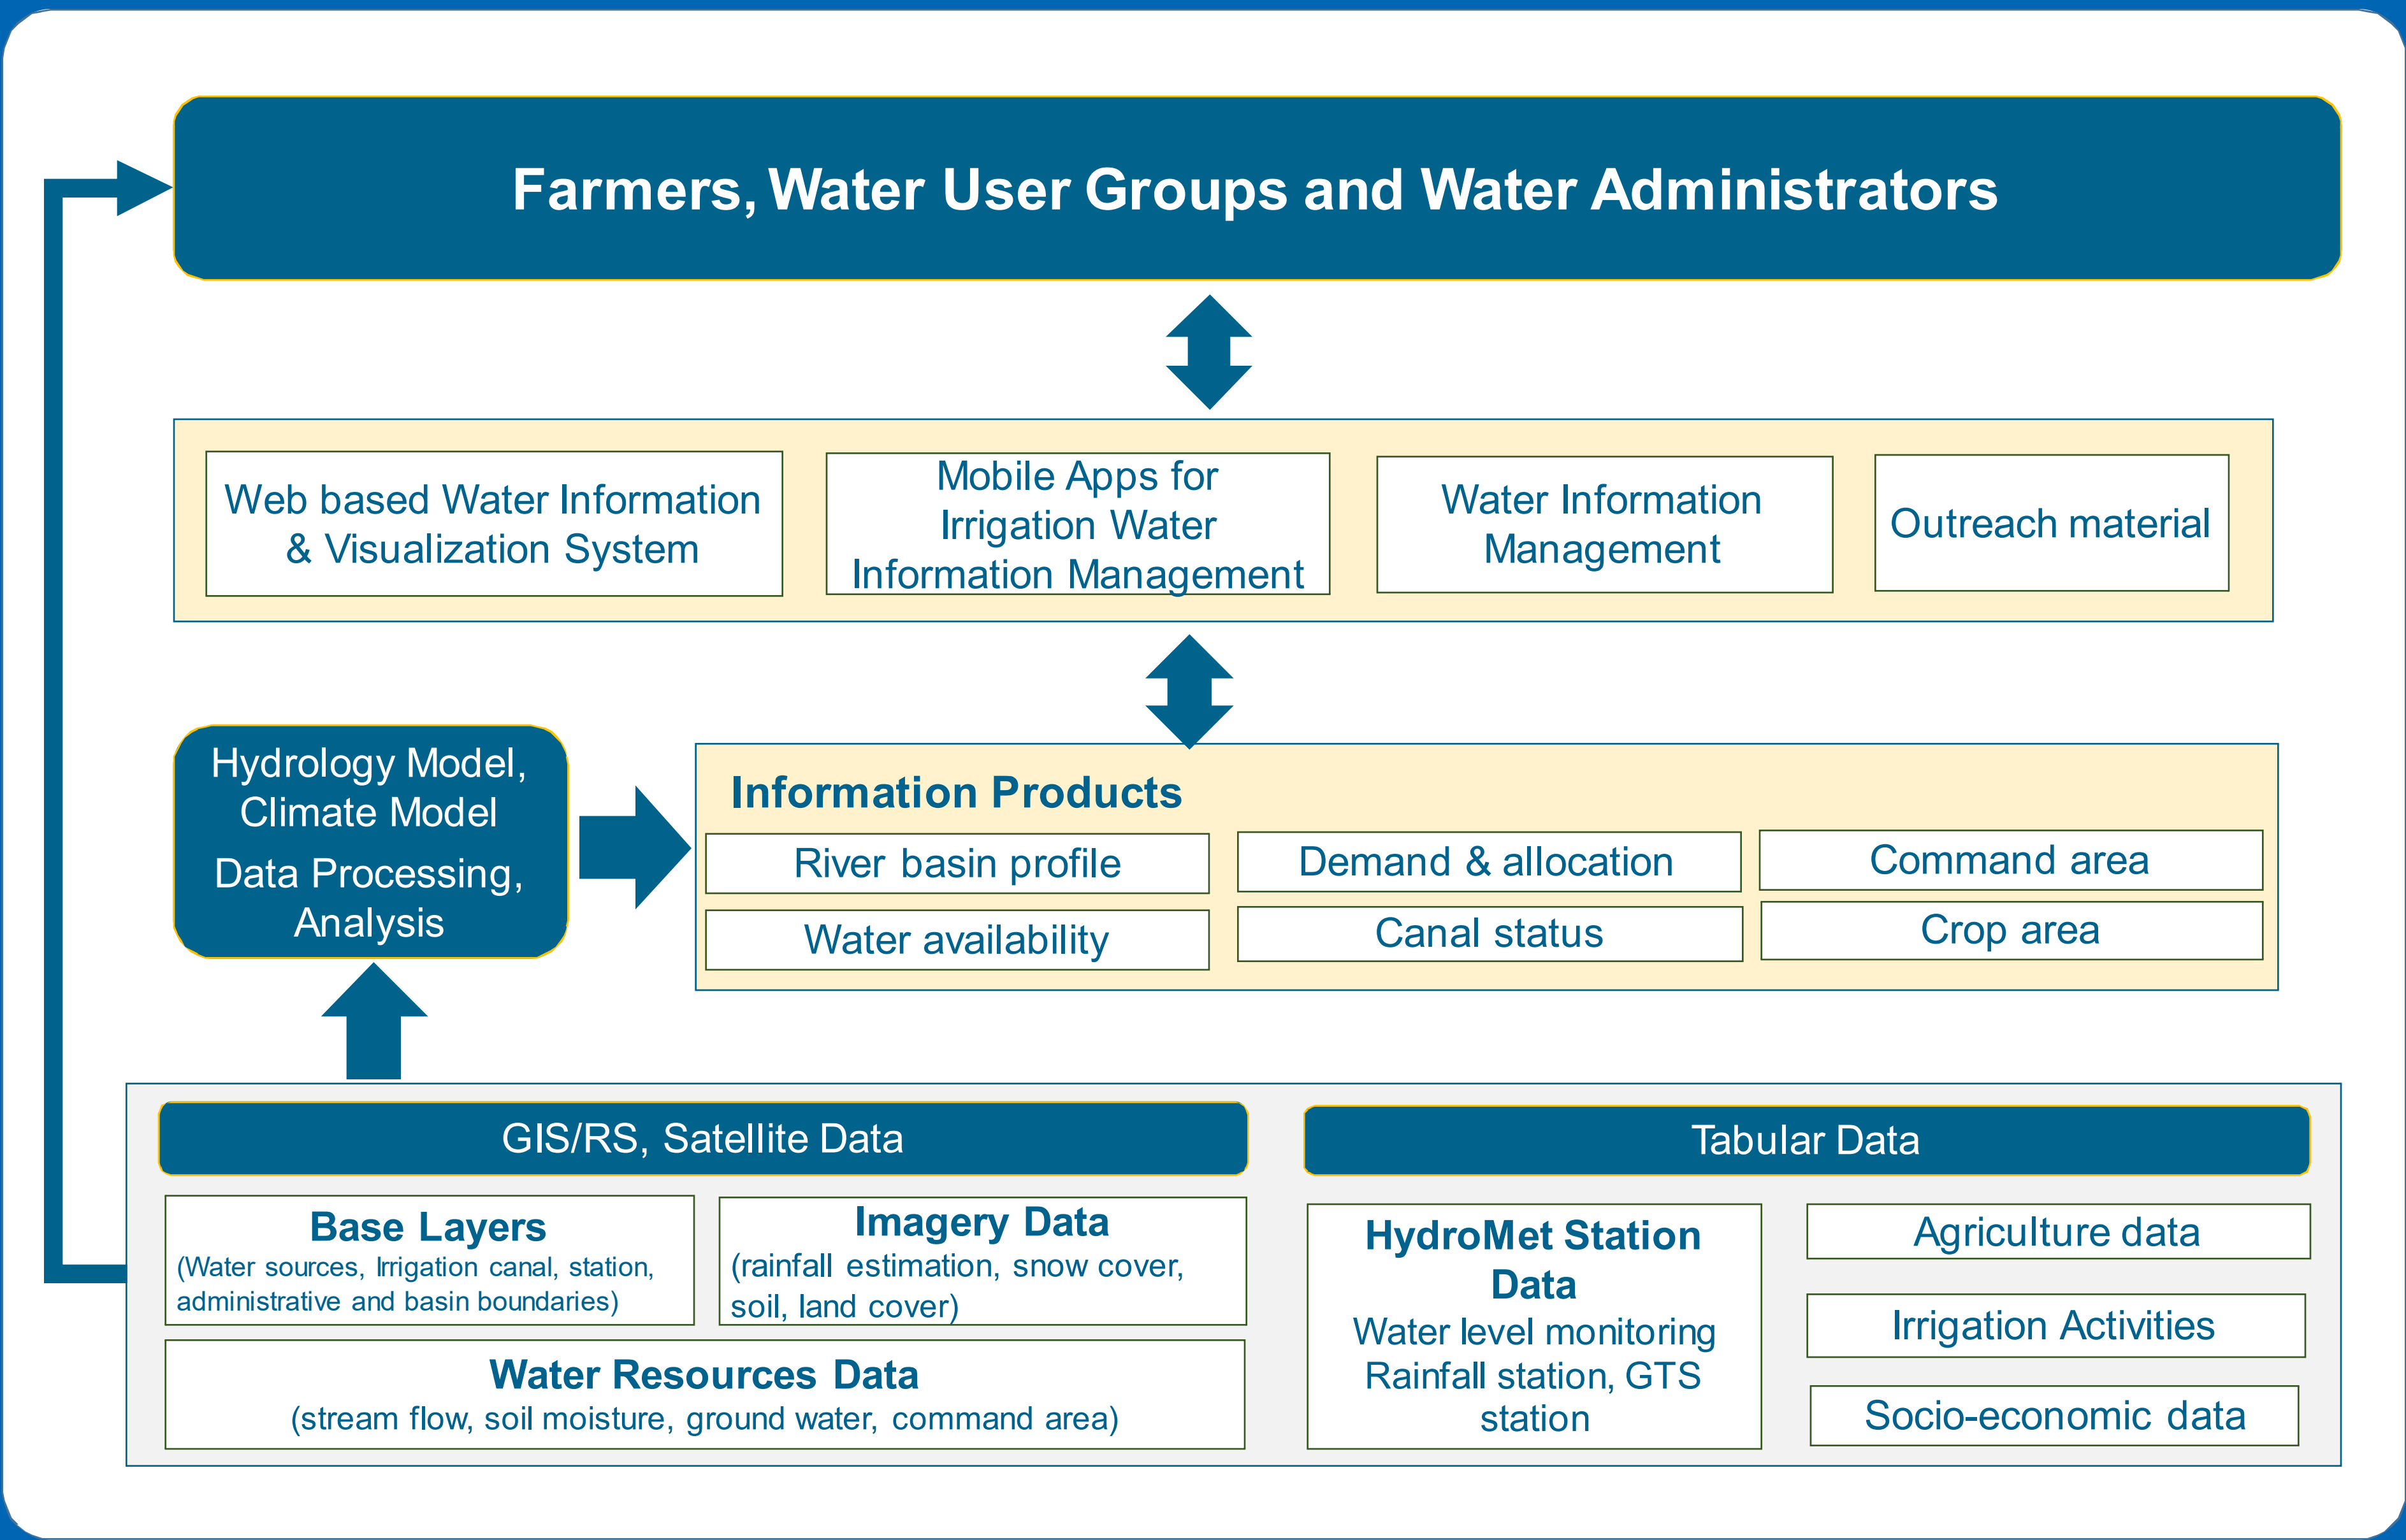 Farmers, Water User Groups and Water Administrators
Web based Water Information
& Visualization System
Mobile Apps for
Irrigation Water
Information Management
Water Information
Management
Outreach material
Hydrology Model,
Climate Model
Data Processing,
Analysis
Information Products
River basin profile
Demand & allocation
Command area
Water availability
Canal status
Crop area
GIS/RS, Satellite Data
Base Layers
(Water sources, Irrigation canal, station,
administrative and basin boundaries)
Imagery Data
(rainfall estimation, snow cover,
soil, land cover)
Water Resources Data
(stream flow, soil moisture, ground water, command area)
Tabular Data
HydroMet Station
Data
Water level monitoring
Rainfall station, GTS
station
Agriculture data
Irrigation Activities
Socio-economic data